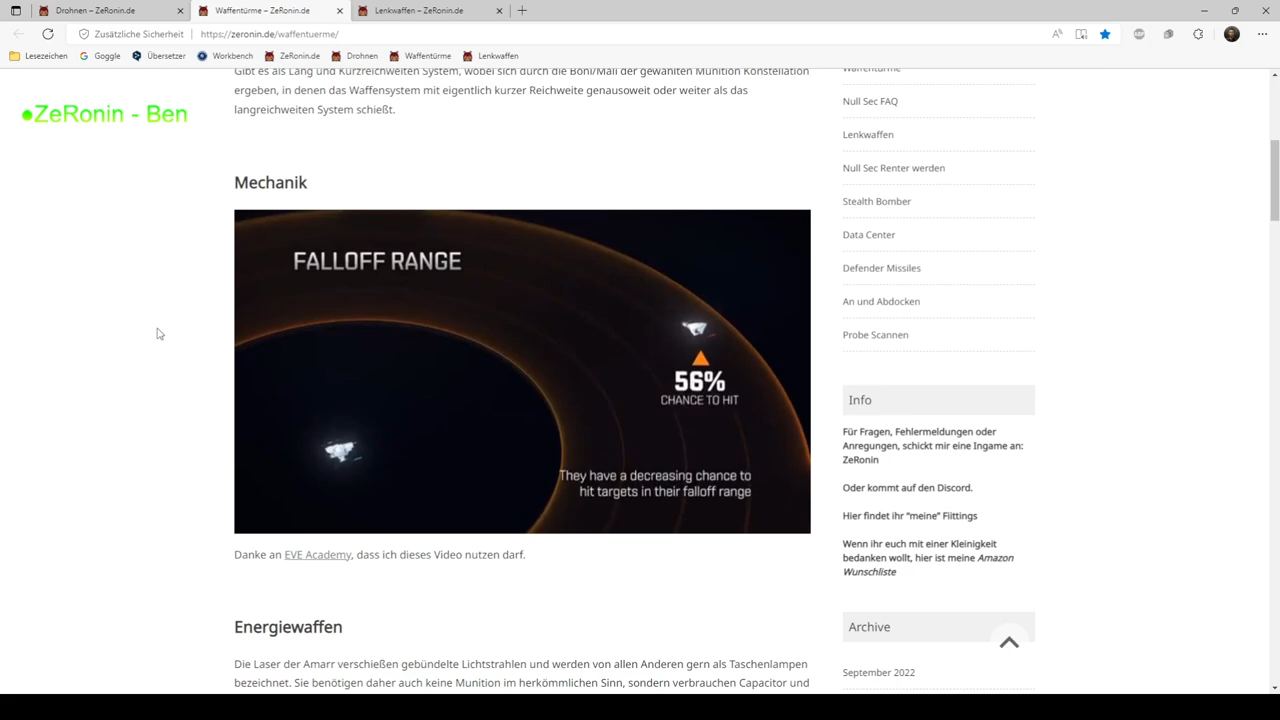 Drohnen – ZeRonin.de
Waffentürme – ZeRonin.de
Lenkwaffen – ZeRonin.de
Zusätzliche Sicherheit
https://zeronin.de/waffentuerme/
Lesezeichen
Goggle
Übersetzer
Workbench
ZeRonin.de
Drohnen
Waffentürme
Lenkwaffen
ZeRonin - Ben
Gibt es als Lang und Kurzreichweiten System, wobei sich durch die Boni/Mali der gewählten Munition Konstellation
ergeben, in denen das Waffensystem mit eigentlich kurzer Reichweite genausoweit oder weiter als das
langreichweiten System schießt.
Mechanik
FALLOFF RANGE
56%
CHANCE TO HIT
They have a decreasing chance to
hit targets in their falloff range
Danke an EVE Academy, dass ich dieses Video nutzen darf.
Energiewaffen
Die Laser der Amarr verschießen gebündelte Lichtstrahlen und werden von allen Anderen gern als Taschenlampen
bezeichnet. Sie benötigen daher auch keine Munition im herkömmlichen Sinn, sondern verbrauchen Capacitor und
Waffentürme
Null Sec FAQ
Lenkwaffen
Null Sec Renter werden
Stealth Bomber
Data Center
Defender Missiles
An und Abdocken
Probe Scannen
Info
Für Fragen, Fehlermeldungen oder
Anregungen, schickt mir eine Ingame an:
ZeRonin
Oder kommt auf den Discord.
Hier findet ihr “meine” Fiittings
Wenn ihr euch mit einer Kleinigkeit
bedanken wollt, hier ist meine Amazon
Wunschliste
Archive
September 2022